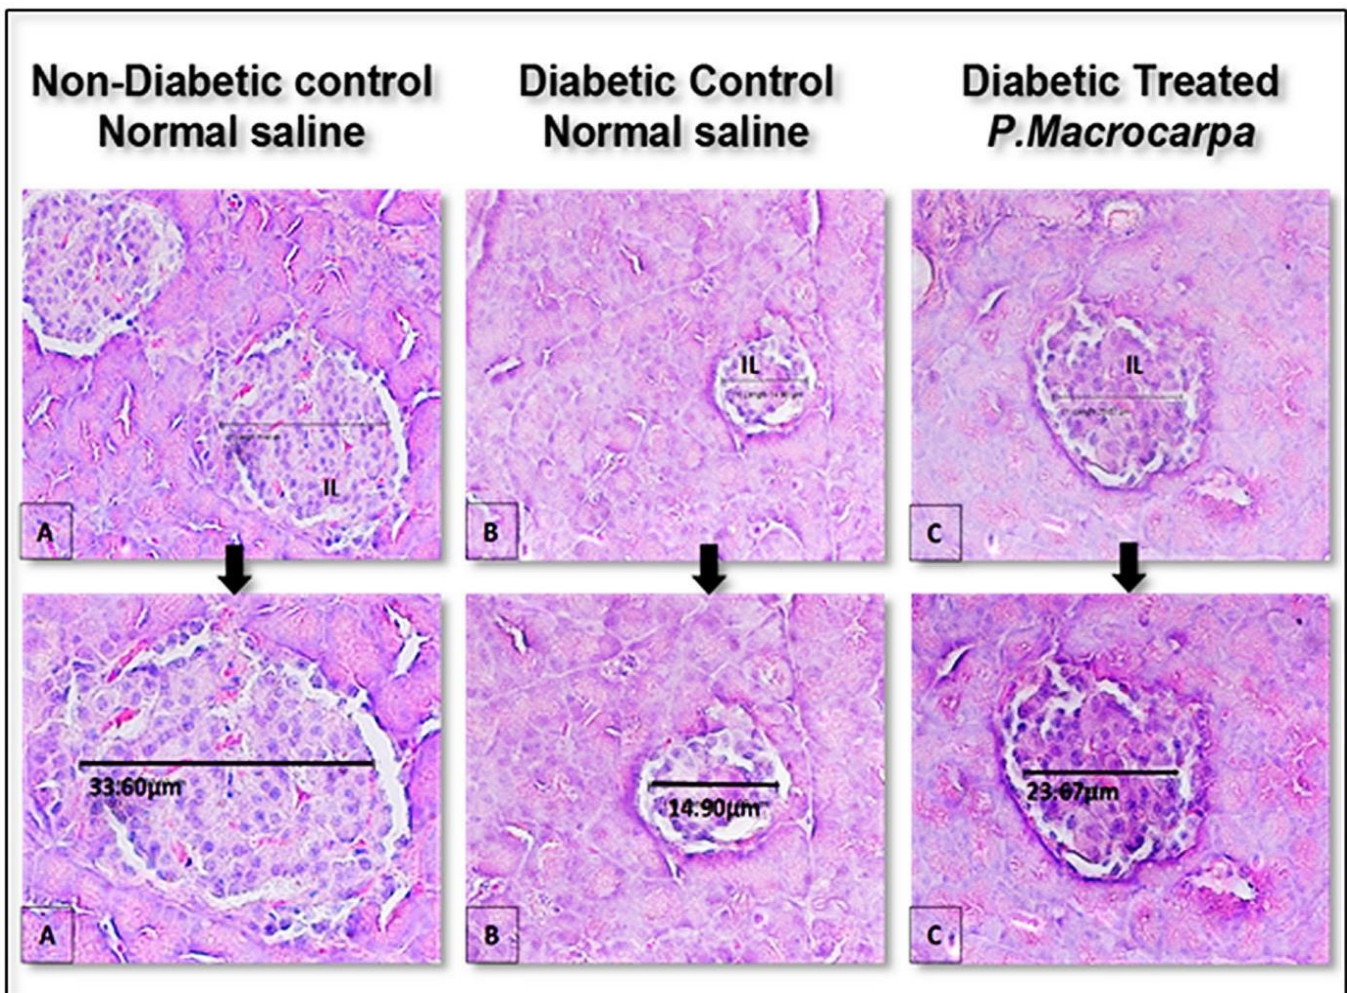 Non-Diabetic control
Normal saline
Diabetic Control
Normal saline
Diabetic Treated
P.Macrocarpa
IL
A
IL
B
IL
C
33.60μm
A
14.90μm
B
23.67μm
C